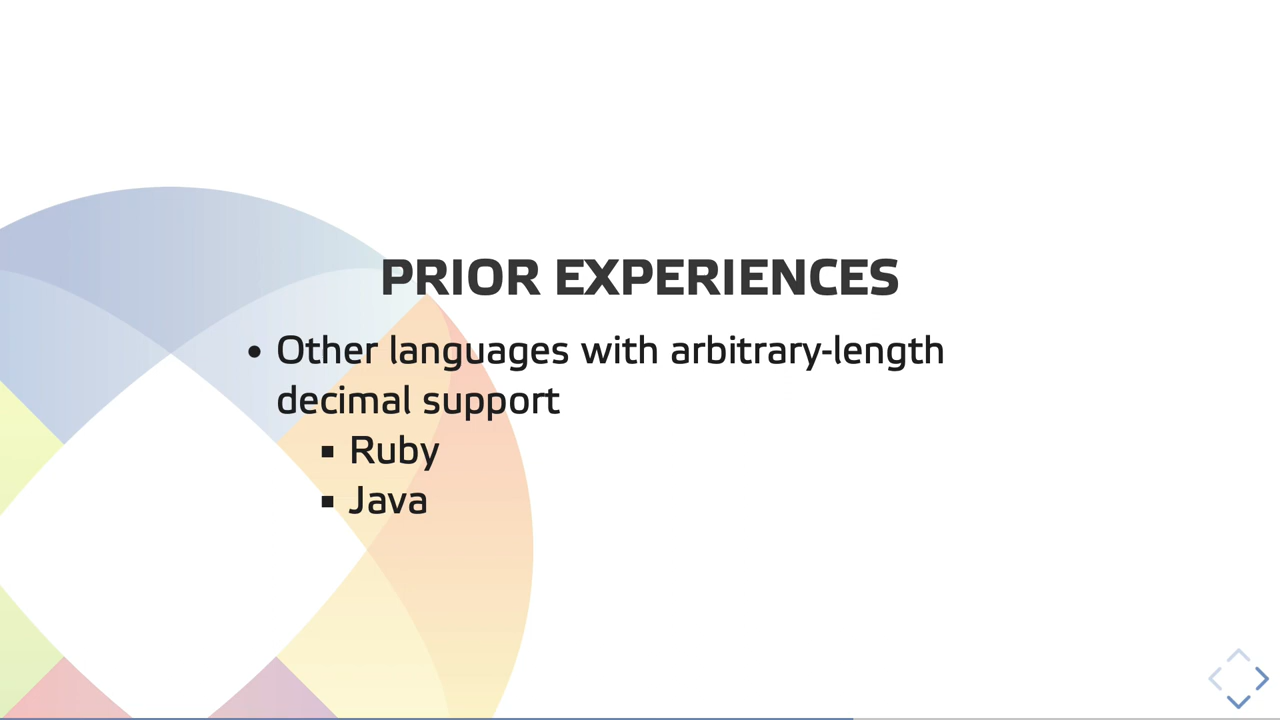 PRIOR EXPERIENCES
• Other languages with arbitrary-length
decimal support
▪ Ruby
▪ Java